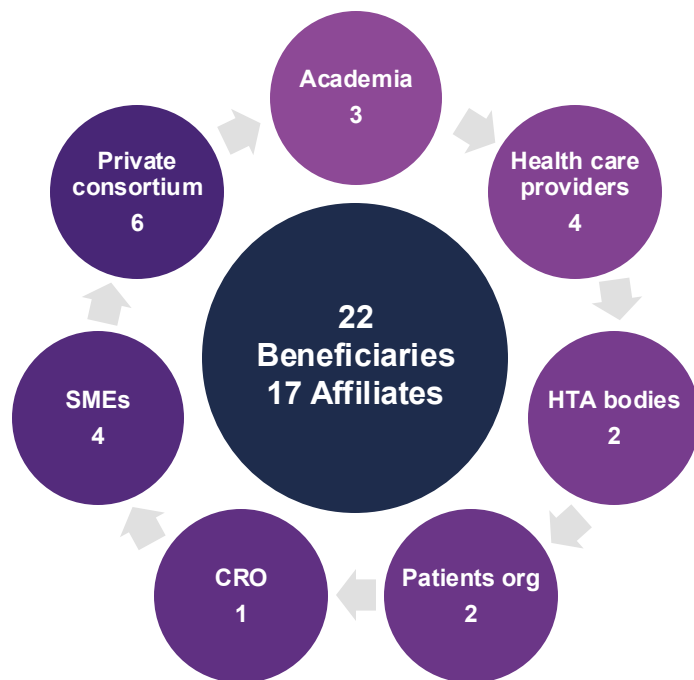 Academia
3
Health care
providers
4
HTA bodies
2
Patients org
2
CRO
1
SMEs
4
Private
consortium
6
22
Beneficiaries
17 Affiliates